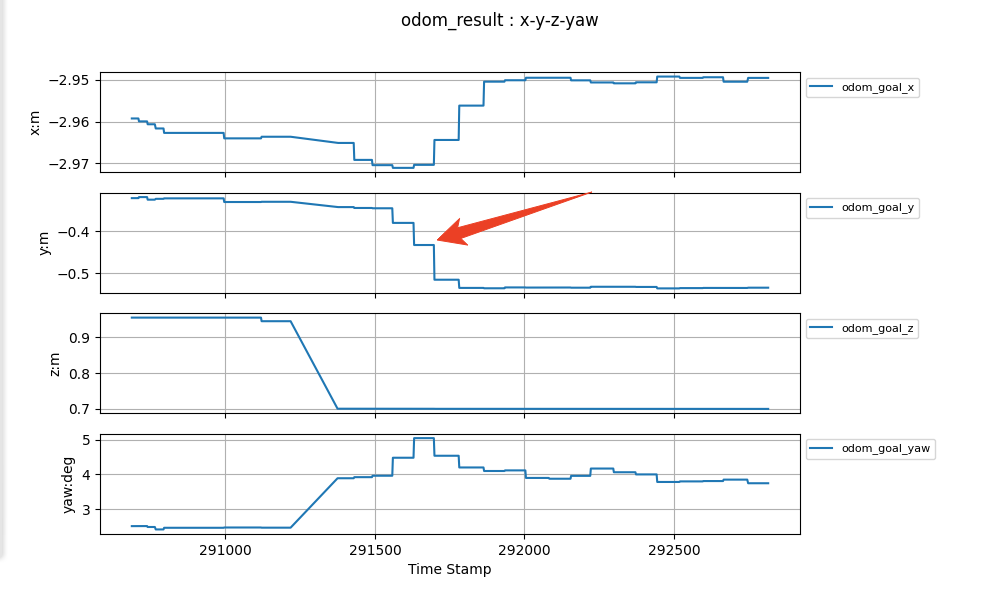 odom_result : x-y-z-yaw
−2.95
−2.96
−2.97
x:m
odom_goal_x
−0.4
−0.5
y:m
odom_goal_y
0.9
0.8
0.7
z:m
odom_goal_z
5
4
3
yaw:deg
odom_goal_yaw
291000 291500 292000 292500
Time Stamp